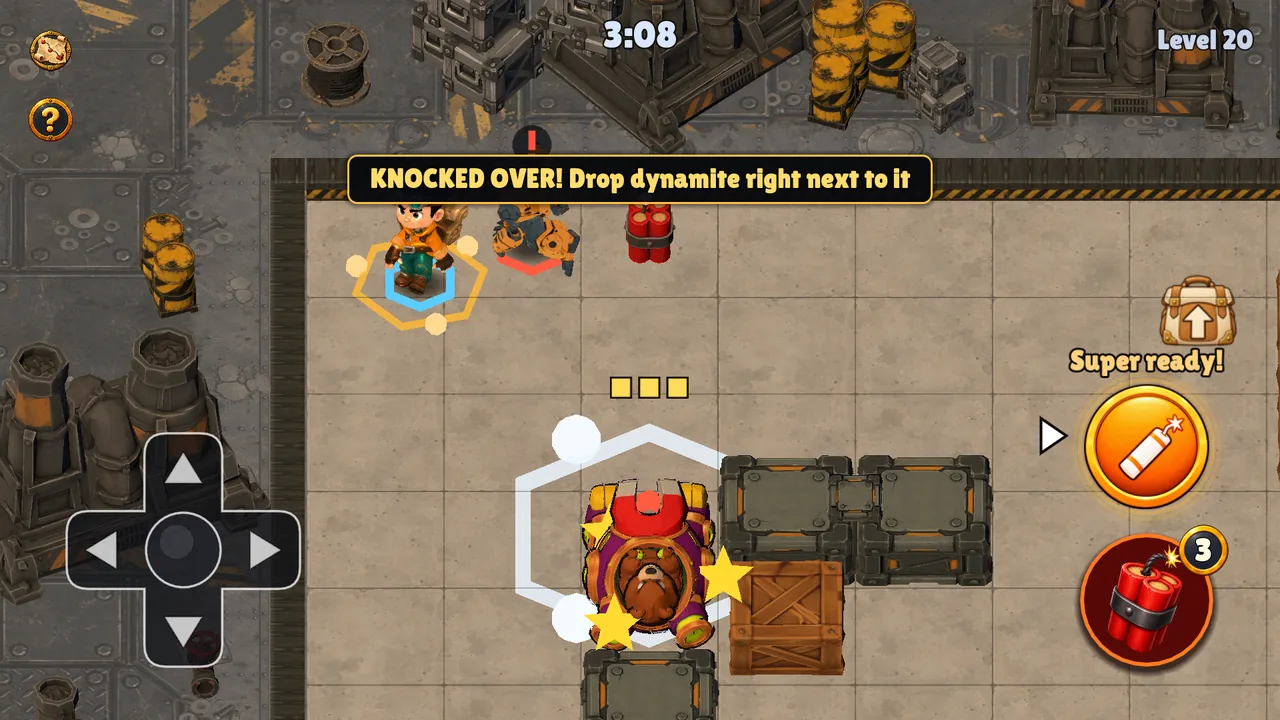 3:08
Level 20
?
!
KNOCKED OVER! Drop dynamite right next to it
Super ready!
3